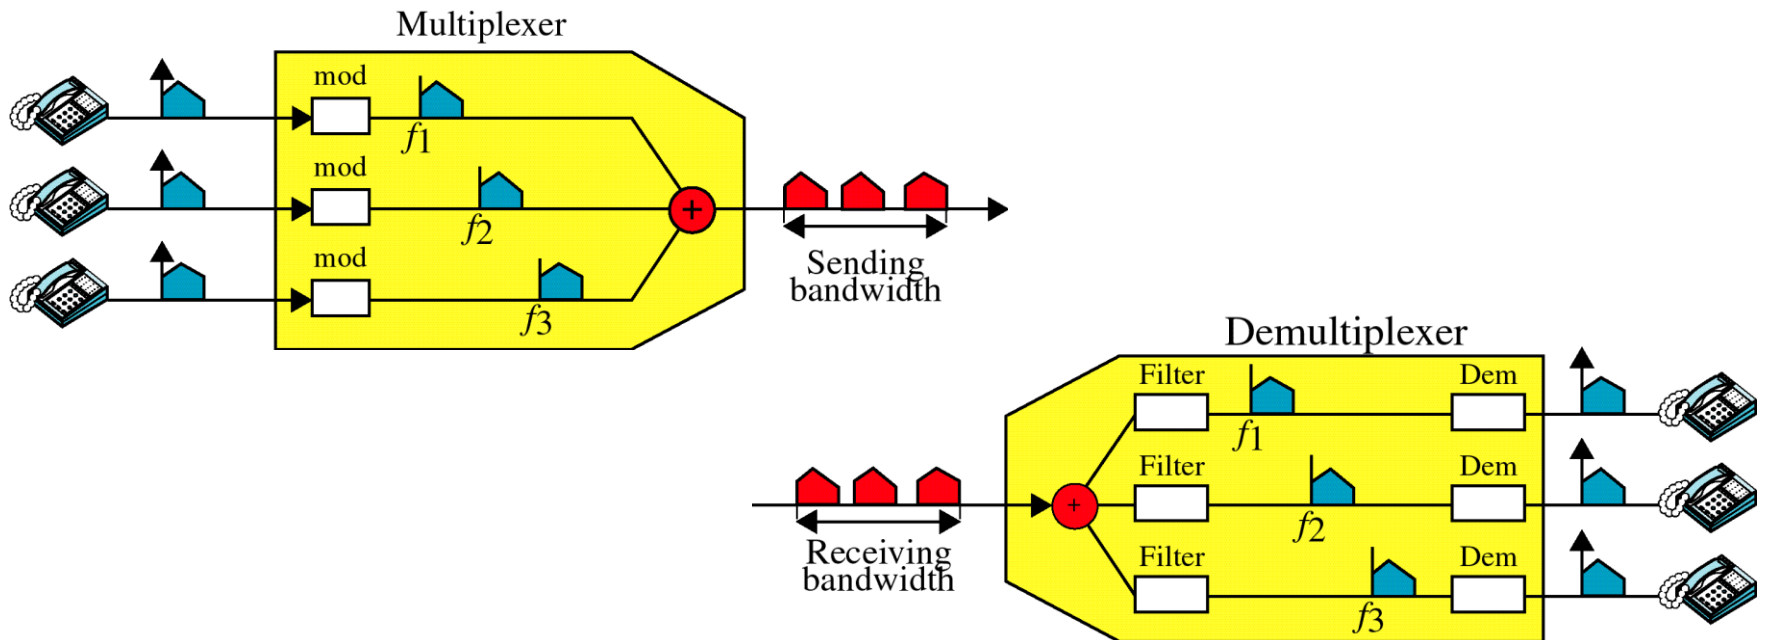 Multiplexer
mod
f1
mod
f2
mod
f3
+
Sending
bandwidth
Demultiplexer
Filter
Dem
f1
Filter
Dem
f2
Filter
Dem
f3
+
Receiving
bandwidth